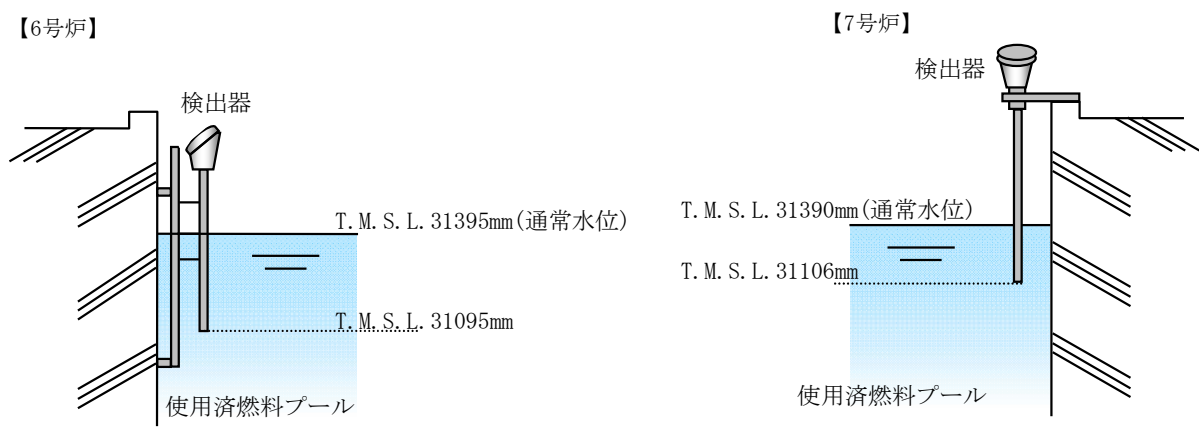 【6号炉】
検出器
T.M.S.L.31395mm(通常水位)
T.M.S.L.31095mm
使用済燃料プール
【7号炉】
検出器
T.M.S.L.31390mm(通常水位)
T.M.S.L.31106mm
使用済燃料プール